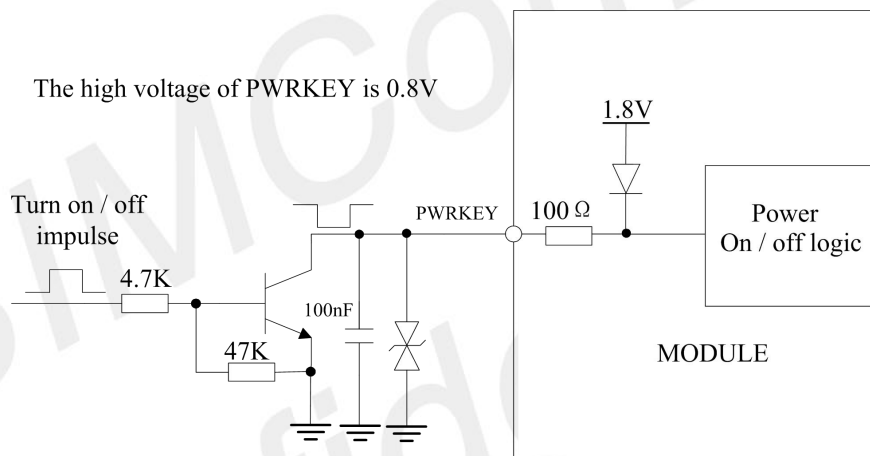 The high voltage of PWRKEY is 0.8V
1.8V
Turn on / off
impulse
PWRKEY
100 Ω
Power
On / off logic
4.7K
100nF
47K
MODULE
SIMCom